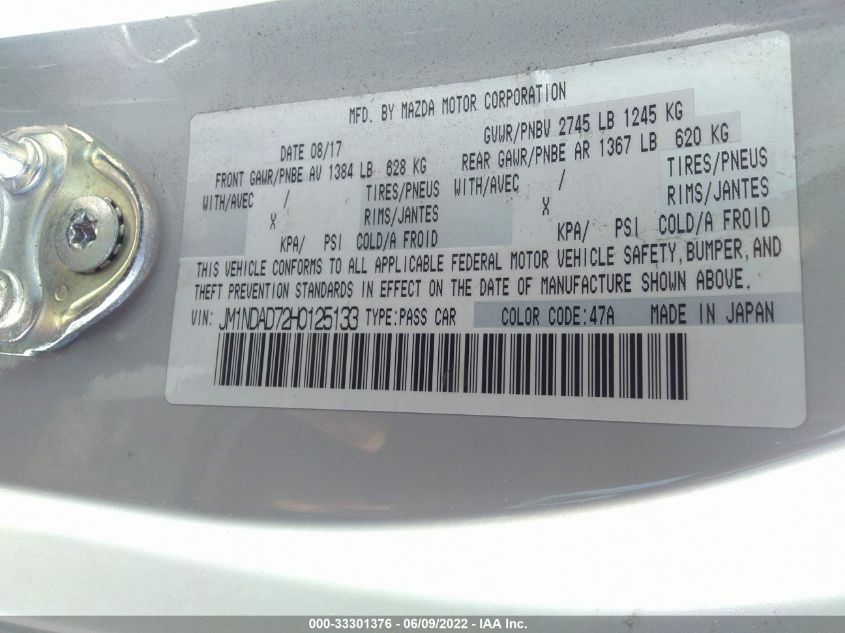 MFD. BY MAZDA MOTOR CORPORATION
DATE 08/17 GVWR/PNBV 2745 LB 1245 KG
FRONT GAWR/PNBE AV 1384 LB 628 KG REAR GAWR/PNBE AR 1367 LB 620 KG
WITH/AVEC / TIRES/PNEUS WITH/AVEC / TIRES/PNEUS
X RIMS/JANTES X RIMS/JANTES
KPA/ PSI COLD/A FROID KPA/ PSI COLD/A FROID
THIS VEHICLE CONFORMS TO ALL APPLICABLE FEDERAL MOTOR VEHICLE SAFETY,BUMPER,AND
THEFT PREVENTION STANDARDS IN EFFECT ON THE DATE OF MANUFACTURE SHOWN ABOVE.
VIN: JM1NDAD72H0125133 TYPE:PASS CAR COLOR CODE:47A MADE IN JAPAN
000-33301376 - 06/09/2022 - IAA Inc.